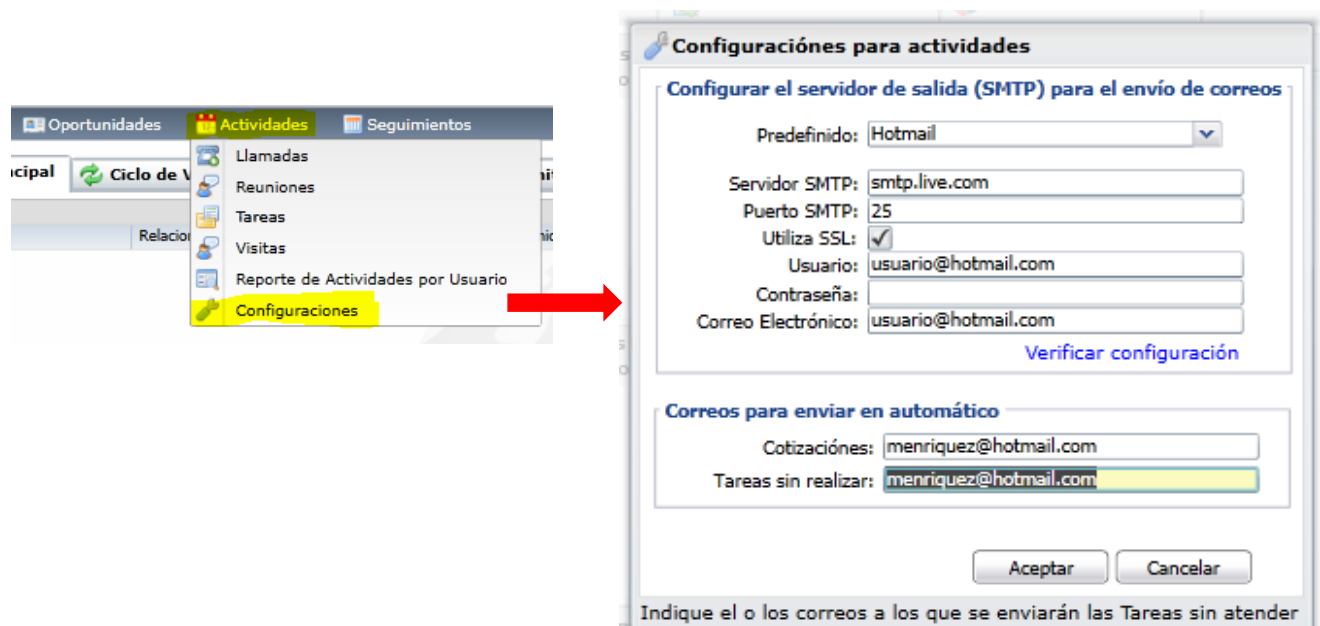 Oportunidades Actividades Seguimientos
cipal Ciclo de V
Relacio
Llamadas
Reuniones
Tareas
Visitas
Reporte de Actividades por Usuario
Configuraciones
Configuraciónes para actividades
Configurar el servidor de salida (SMTP) para el envío de correos
Predefinido: Hotmail
Servidor SMTP: smtp.live.com
Puerto SMTP: 25
Utiliza SSL:
Usuario: usuario@hotmail.com
Contraseña:
Correo Electrónico: usuario@hotmail.com
Verificar configuración
Correos para enviar en automático
Cotizaciónes: menriquez@hotmail.com
Tareas sin realizar: menriquez@hotmail.com
Aceptar Cancelar
Indique el o los correos a los que se enviarán las Tareas sin atender